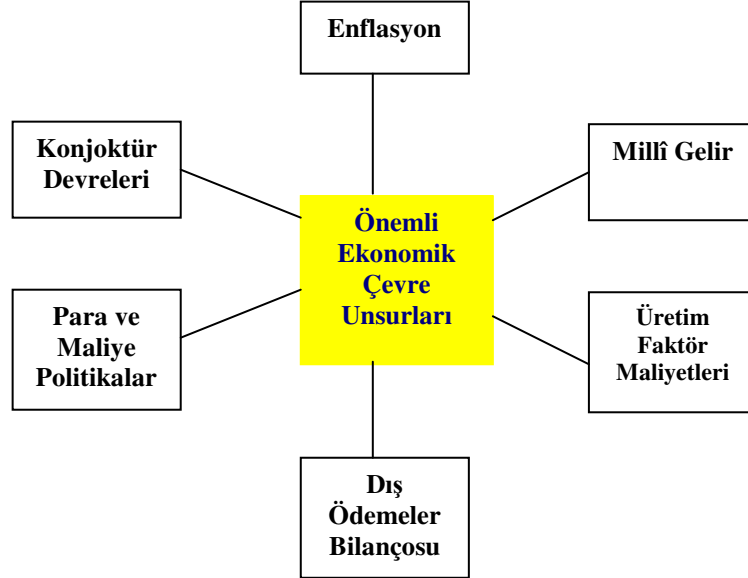 Enflasyon
Konjoktür
Devreleri
Millî Gelir
Önemli
Ekonomik
Çevre
Unsurları
Para ve
Maliye
Politikalar
Üretim
Faktör
Maliyetleri
Dış
Ödemeler
Bilançosu